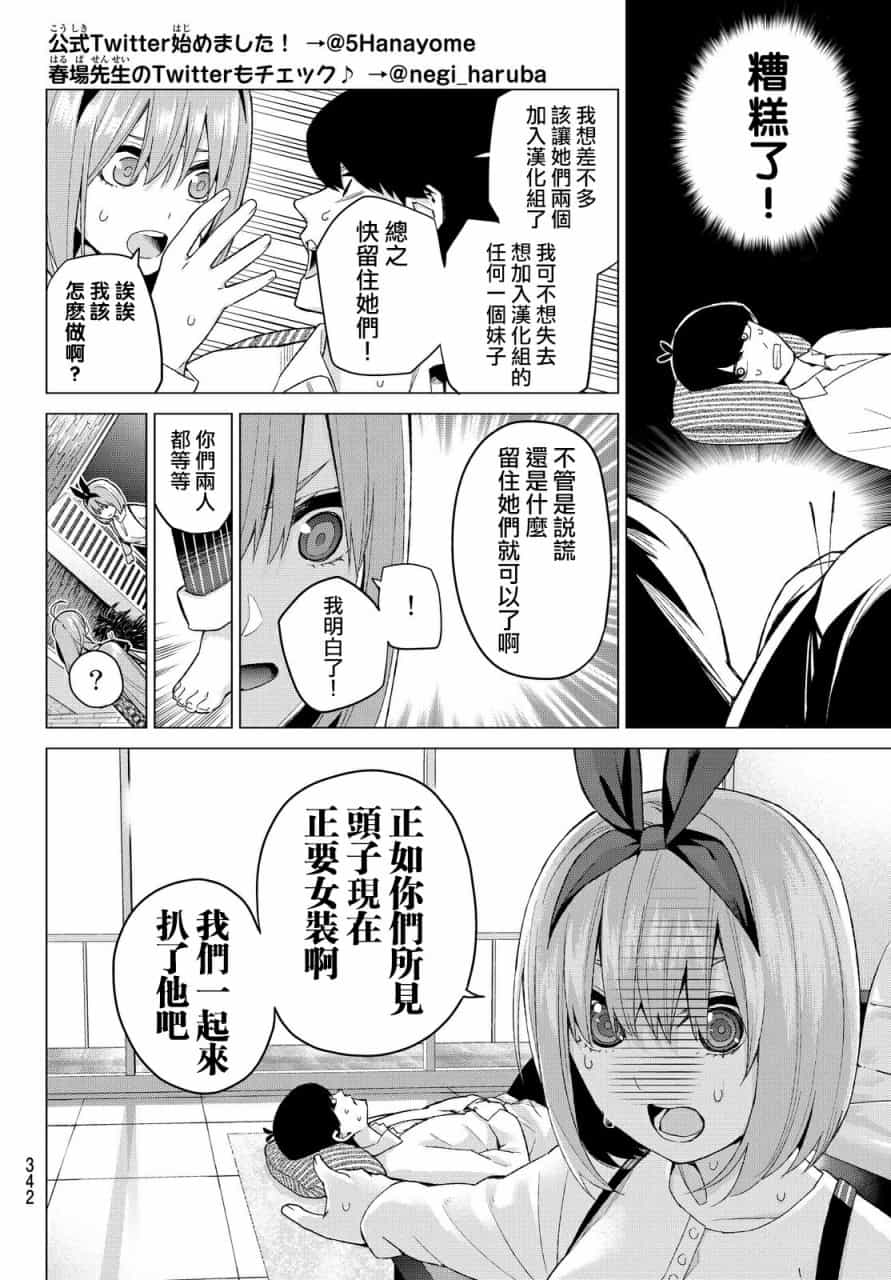 公式Twitter始めました！ →@5Hanayome
春場先生のTwitterもチェック♪ →@negi_haruba
糟糕了！
我想差不多
該讓她們兩個
加入漢化組了
我可不想失去
想加入漢化組的
任何一個妹子
總之
快留住她們！
誒誒
我該
怎麼做啊？
不管是説謊
還是什麼
留住她們就可以了啊
！
我明白了！
你們兩人
都等等
？
正如你們所見
頭子現在
正要女裝啊
我們一起來
扒了他吧
342